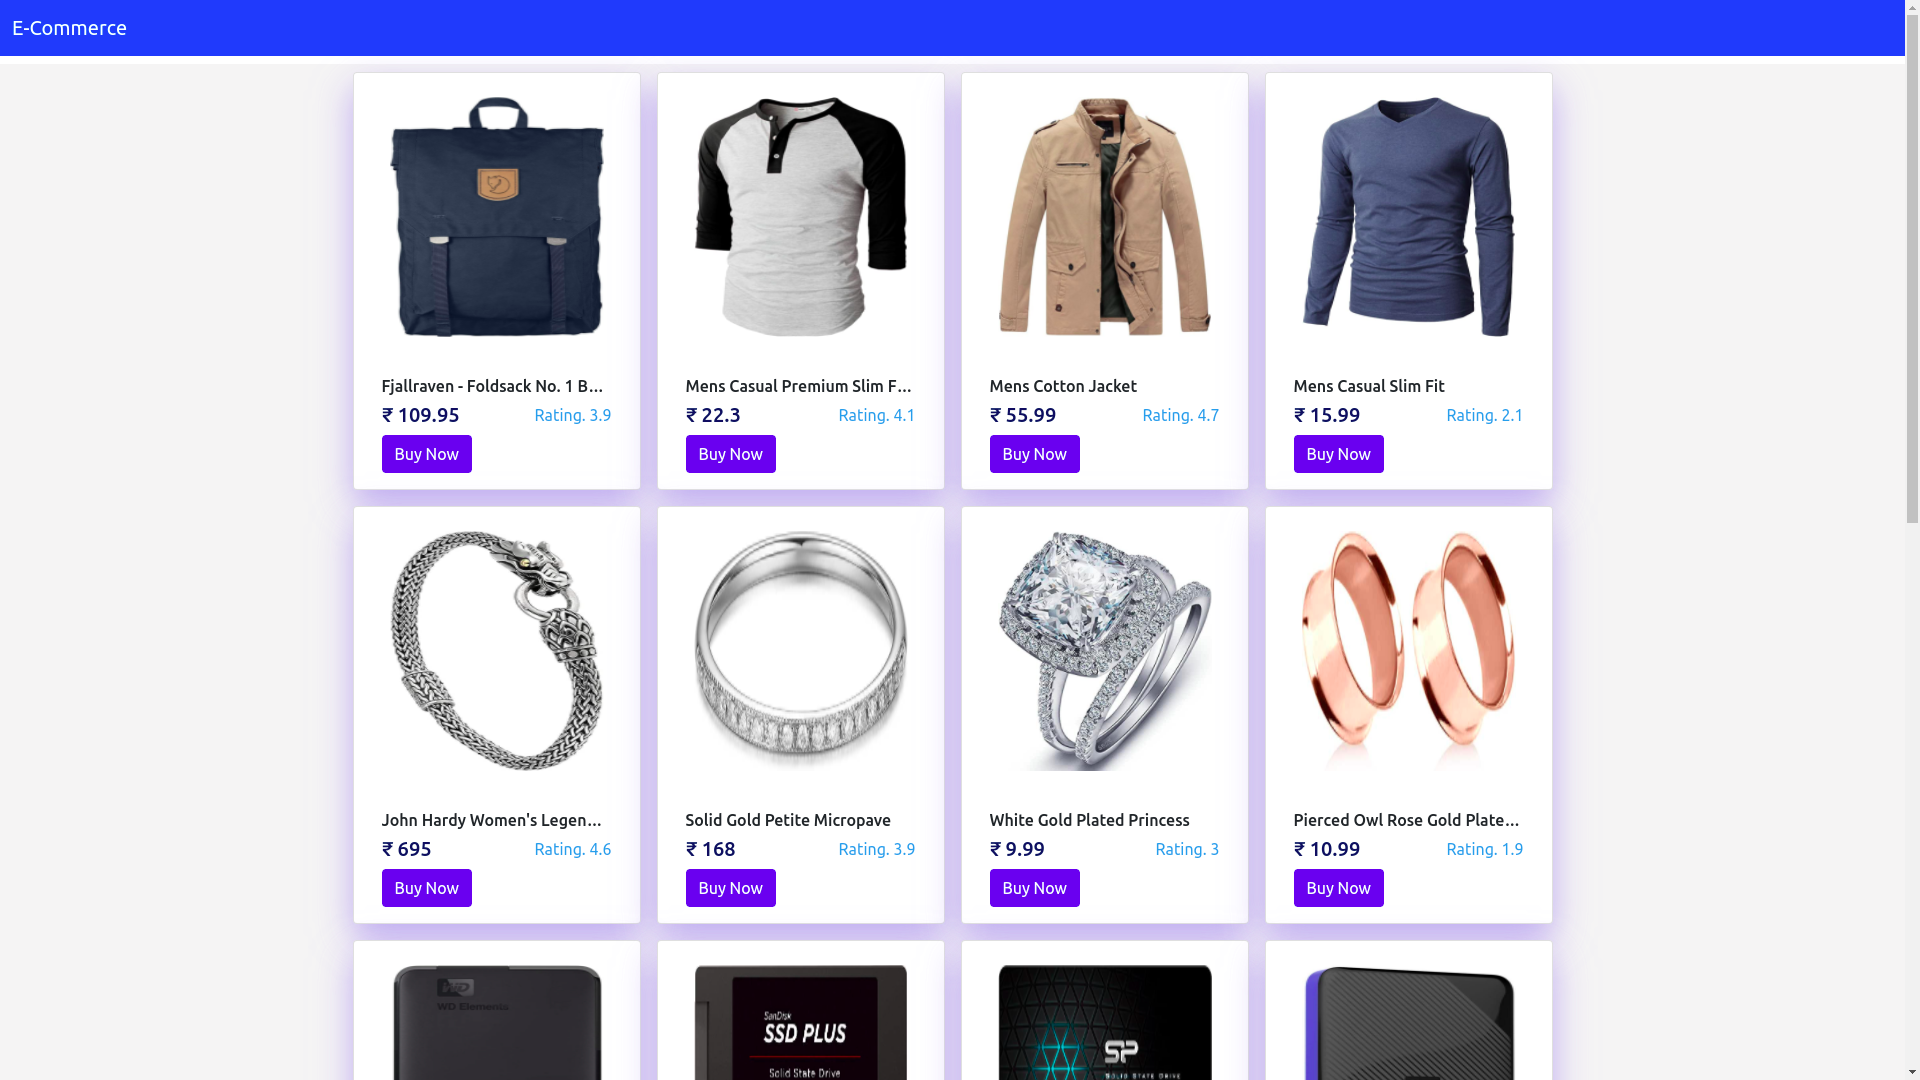 E-Commerce
Fjallraven - Foldsack No. 1 B...
₹ 109.95
Rating. 3.9
Buy Now
Mens Casual Premium Slim F...
₹ 22.3
Rating. 4.1
Buy Now
Mens Cotton Jacket
₹ 55.99
Rating. 4.7
Buy Now
Mens Casual Slim Fit
₹ 15.99
Rating. 2.1
Buy Now
John Hardy Women's Legen...
₹ 695
Rating. 4.6
Buy Now
Solid Gold Petite Micropave
₹ 168
Rating. 3.9
Buy Now
White Gold Plated Princess
₹ 9.99
Rating. 3
Buy Now
Pierced Owl Rose Gold Plate...
₹ 10.99
Rating. 1.9
Buy Now
WD
WD Elements
SanDisk
SSD PLUS
Solid State Drive
SP
SOLID STATE DRIVE